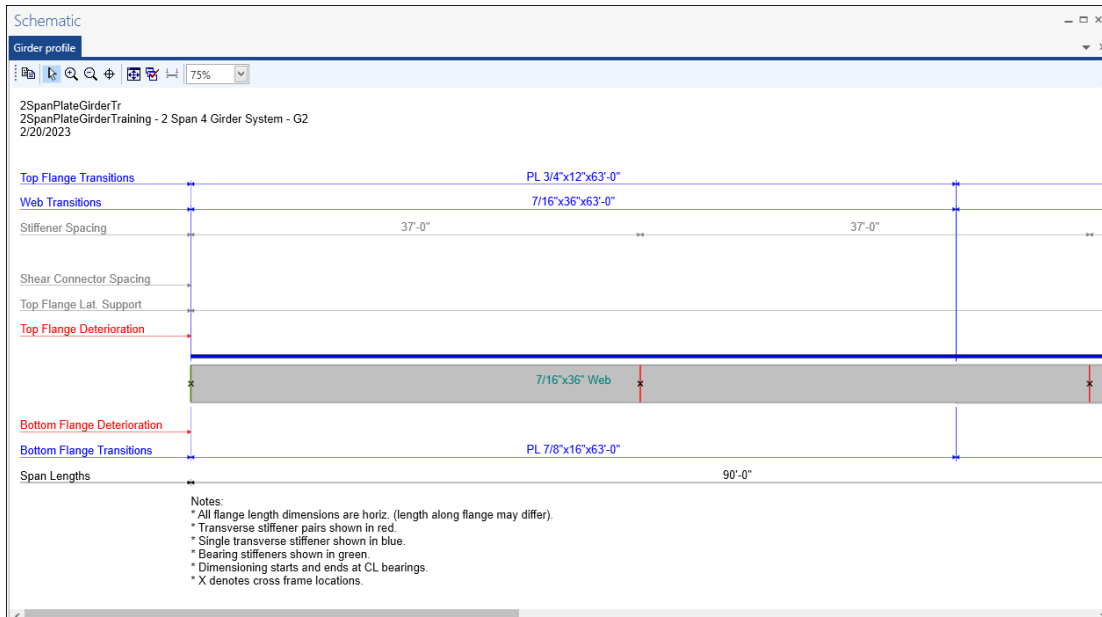 Schematic
Girder profile
75%
2SpanPlateGirderTr
2SpanPlateGirderTraining - 2 Span 4 Girder System - G2
2/20/2023
Top Flange Transitions PL 3/4"x12"x63'-0"
Web Transitions 7/16"x36"x63'-0"
Stiffener Spacing 37'-0" 37'-0"
Shear Connector Spacing
Top Flange Lat. Support
Top Flange Deterioration
7/16"x36" Web
Bottom Flange Deterioration
Bottom Flange Transitions PL 7/8"x16"x63'-0"
Span Lengths 90'-0"
Notes:
* All flange length dimensions are horiz. (length along flange may differ).
* Transverse stiffener pairs shown in red.
* Single transverse stiffener shown in blue.
* Bearing stiffeners shown in green.
* Dimensioning starts and ends at CL bearings.
* X denotes cross frame locations.